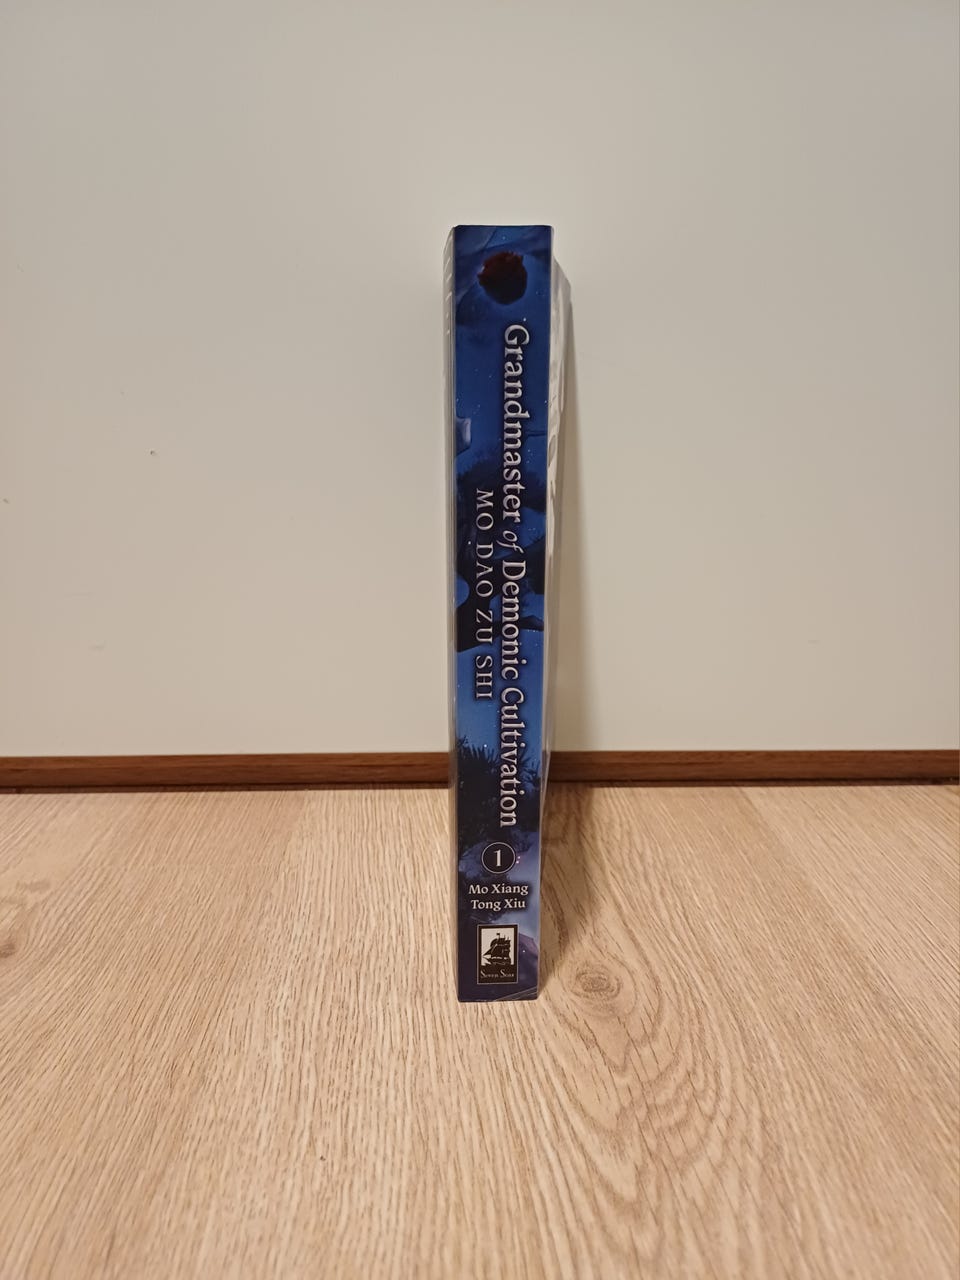 Grandmaster of Demonic Cultivation
MO DAO ZU SHI
1
Mo Xiang
Tong Xiu
Seven Seas